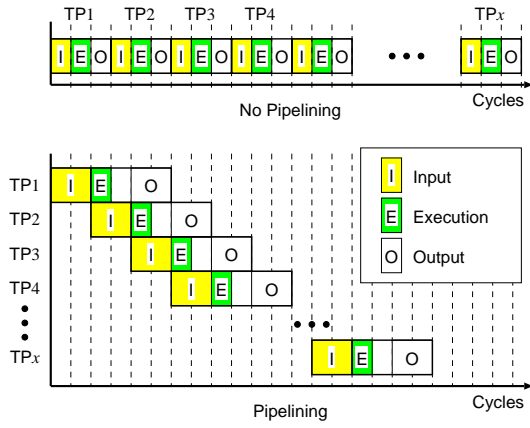 TP1 TP2 TP3 TP4 TPx
I E O I E O I E O I E O I E O I E O
Cycles
No Pipelining
TP1 I E O
TP2 I E O
TP3 I E O
TP4 I E O
TPx I E O
I Input
E Execution
O Output
Cycles
Pipelining